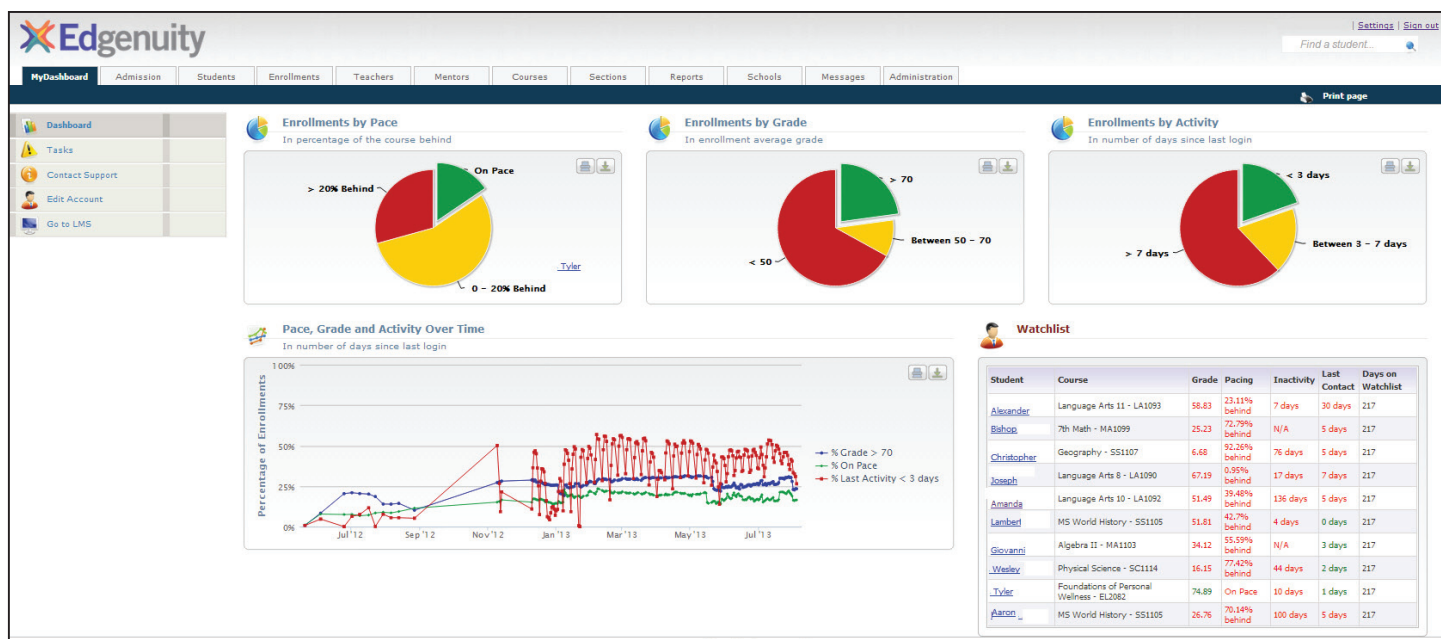 Edgenuity
| Settings | Sign out
Find a student...
MyDashboard Admission Students Enrollments Teachers Mentors Courses Sections Reports Schools Messages Administration
Print page
Dashboard
Tasks
Contact Support
Edit Account
Go to LMS
Enrollments by Pace
In percentage of the course behind
On Pace
> 20% Behind
Tyler
0 - 20% Behind
Enrollments by Grade
In enrollment average grade
> 70
Between 50 - 70
< 50
Enrollments by Activity
In number of days since last login
< 3 days
Between 3 - 7 days
> 7 days
Pace, Grade and Activity Over Time
In number of days since last login
Percentage of Enrollments
100%
75%
50%
25%
0%
Jul '12 Sep '12 Nov '12 Jan '13 Mar '13 May '13 Jul '13
% Grade > 70
% On Pace
% Last Activity < 3 days
Watchlist
Student Course Grade Pacing Inactivity Last Contact Days on Watchlist
Alexander Language Arts 11 - LA1093 58.83 23.11% behind 7 days 30 days 217
Bishop 7th Math - MA1099 25.23 72.79% behind N/A 5 days 217
Christopher Geography - SS1107 6.68 92.26% behind 76 days 5 days 217
Joseph Language Arts 8 - LA1090 67.19 0.95% behind 17 days 7 days 217
Amanda Language Arts 10 - LA1092 51.49 39.48% behind 136 days 5 days 217
Lambert MS World History - SS1105 51.81 42.7% behind 4 days 0 days 217
Giovanni Algebra II - MA1103 34.12 55.59% behind N/A 3 days 217
Wesley Physical Science - SC1114 16.15 77.42% behind 44 days 2 days 217
Tyler Foundations of Personal Wellness - EL2082 74.89 On Pace 10 days 1 days 217
Aaron MS World History - SS1105 26.76 70.14% behind 100 days 5 days 217